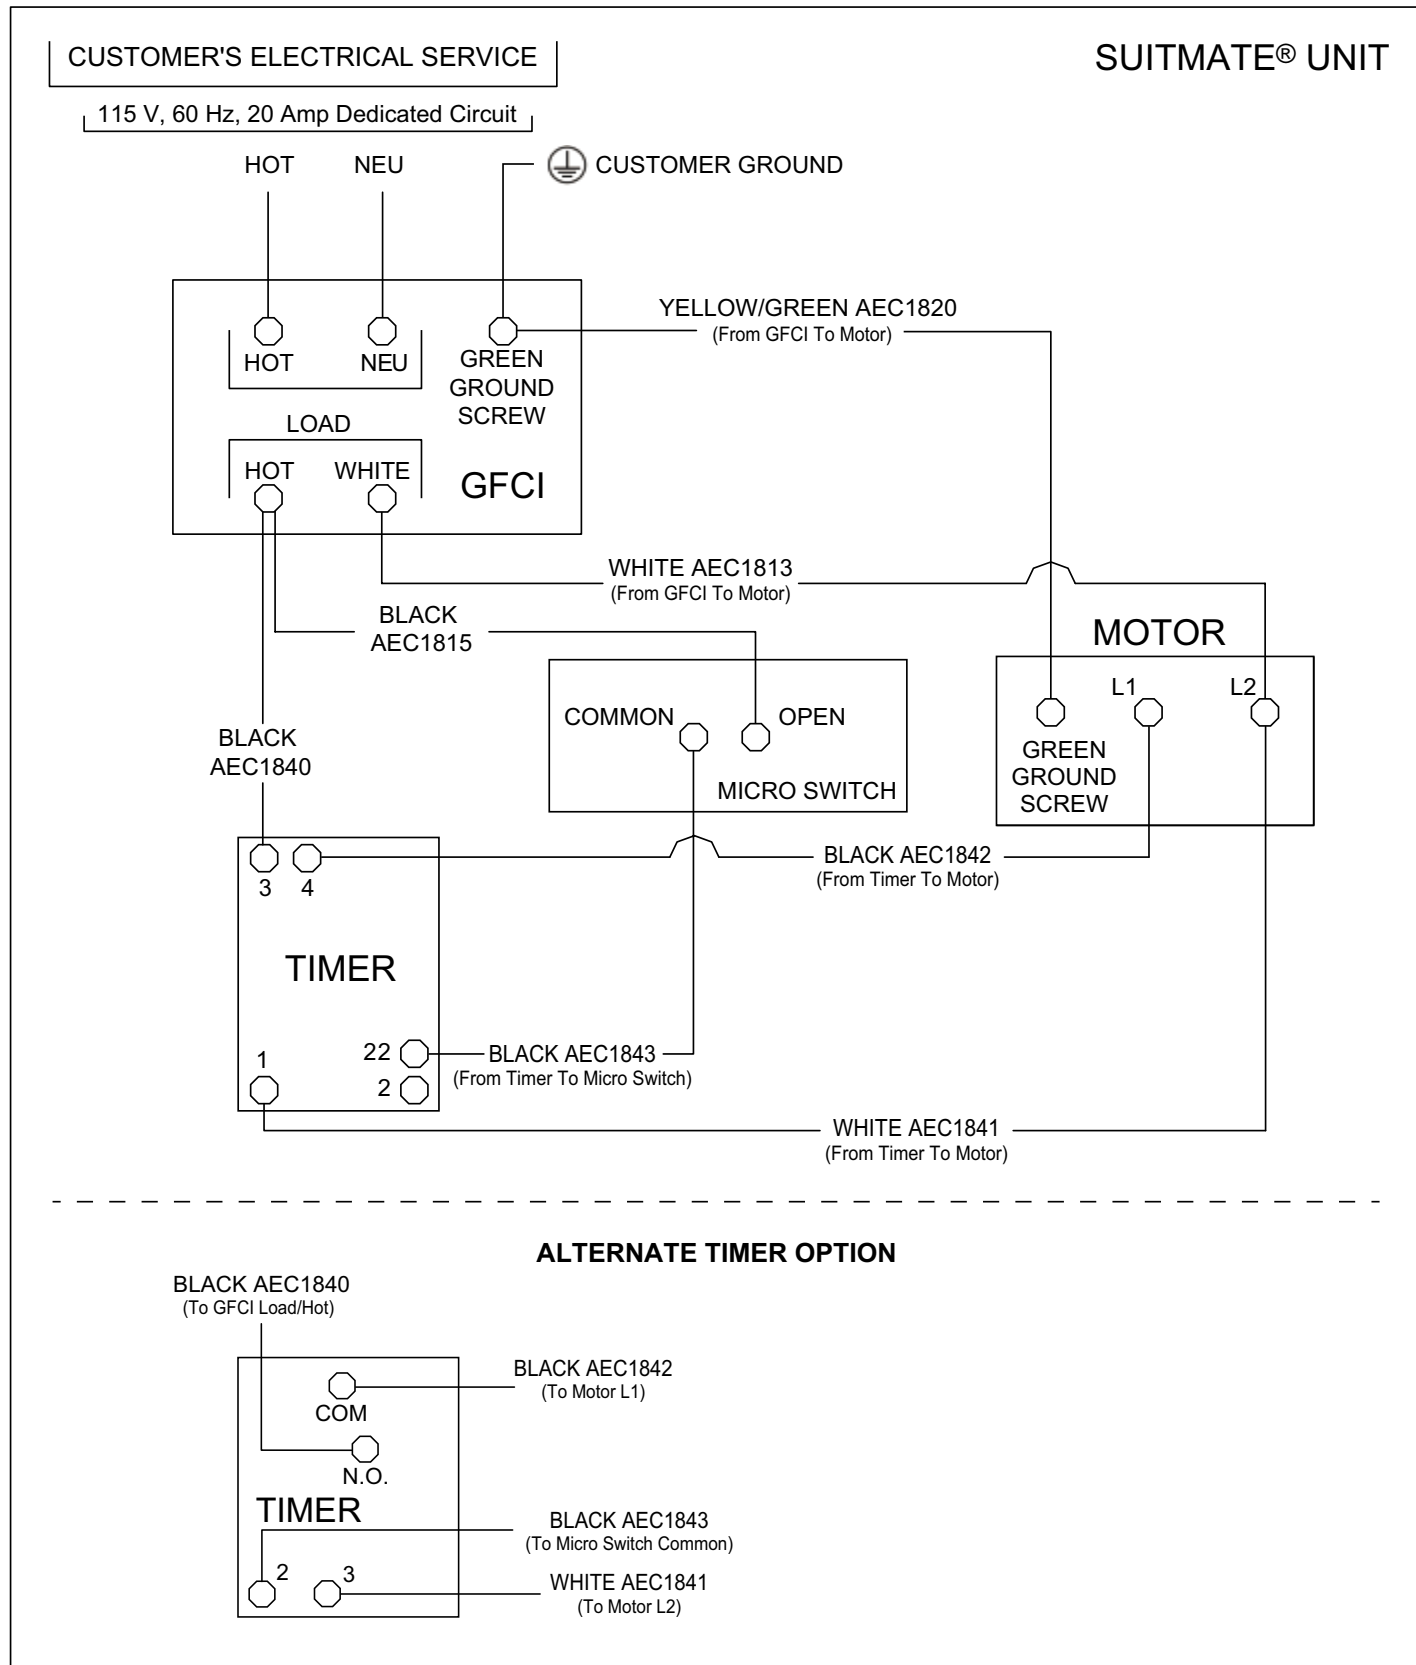 CUSTOMER'S ELECTRICAL SERVICE
SUITMATE® UNIT
115 V, 60 Hz, 20 Amp Dedicated Circuit
HOT
NEU
CUSTOMER GROUND
YELLOW/GREEN AEC1820
(From GFCI To Motor)
HOT
NEU
GREEN
GROUND
SCREW
LOAD
HOT
WHITE
GFCI
WHITE AEC1813
(From GFCI To Motor)
BLACK
AEC1815
MOTOR
L1
L2
COMMON
OPEN
MICRO SWITCH
GREEN
GROUND
SCREW
BLACK
AEC1840
BLACK AEC1842
(From Timer To Motor)
3
4
TIMER
1
22
2
BLACK AEC1843
(From Timer To Micro Switch)
WHITE AEC1841
(From Timer To Motor)
ALTERNATE TIMER OPTION
BLACK AEC1840
(To GFCI Load/Hot)
BLACK AEC1842
(To Motor L1)
COM
N.O.
TIMER
BLACK AEC1843
(To Micro Switch Common)
2
3
WHITE AEC1841
(To Motor L2)